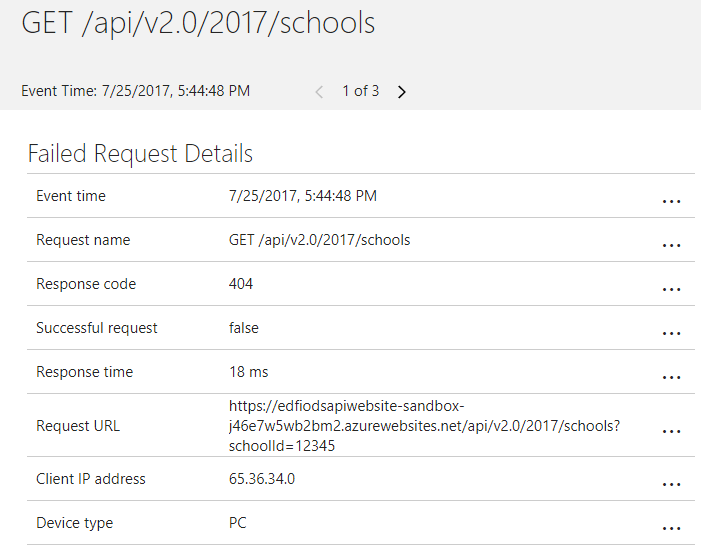 GET /api/v2.0/2017/schools
Event Time: 7/25/2017, 5:44:48 PM
1 of 3
Failed Request Details
Event time 7/25/2017, 5:44:48 PM ...
Request name GET /api/v2.0/2017/schools ...
Response code 404 ...
Successful request false ...
Response time 18 ms ...
https://edfiodsapiwebsite-sandbox-
Request URL j46e7w5wb2bm2.azurewebsites.net/api/v2.0/2017/schools? ...
schoolId=12345
Client IP address 65.36.34.0 ...
Device type PC ...